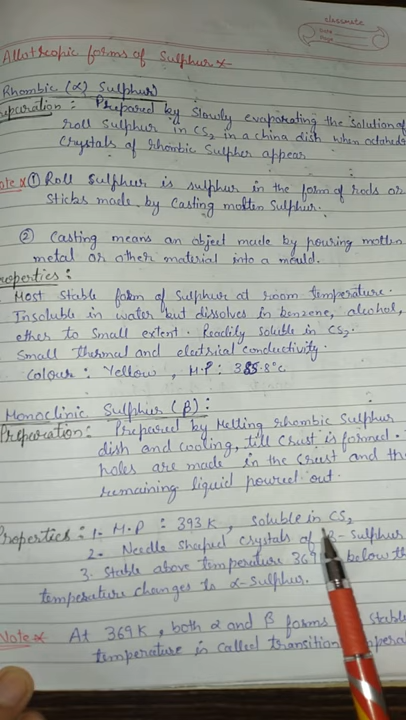 classmate
Date
Page
Allotropic forms of Sulphur
Rhombic (α) Sulphur
Prepared by slowly evaporating the solution of
roll sulphur in CS2 in a china dish when
Crystals of rhombic Sulpher appear
① Roll Sulphur is sulphur in the form of rods or
Sticks made by Casting molten Sulphur.
② Casting means an object made by pouring molten
metal or other material into a mould.
roperties :
Most stable form of Sulphur at room temperature.
Insoluble in water but dissolves in benzene, alcohol,
ether to small extent. Readily soluble in CS2.
Small thermal and electrical conductivity.
Colour : Yellow , M.P : 385.8°c
Monoclinic Sulphur (β) :
Preparation : Prepared by Melting rhombic Sulphur
dish and cooling, till Crust is formed.
holes are made in the Crust and the
remaining liquid poured out.
Properties : 1. M.P : 393 K , soluble in CS2
2. Needle shaped crystals of β- sulphur
3. Stable above temperature 369 below th
temperature changes to α-sulphur.
Note At 369 K , both α and β forms stable
temperature is called transition